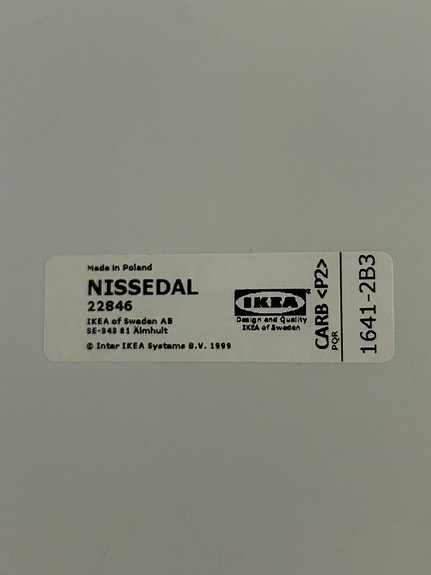 Made in Poland
NISSEDAL
22846
IKEA of Sweden AB
SE-343 81 Älmhult
© Inter IKEA Systems B.V. 1999
IKEA®
Design and Quality
IKEA of Sweden
CARB <P2>
PQR
1641-2B3